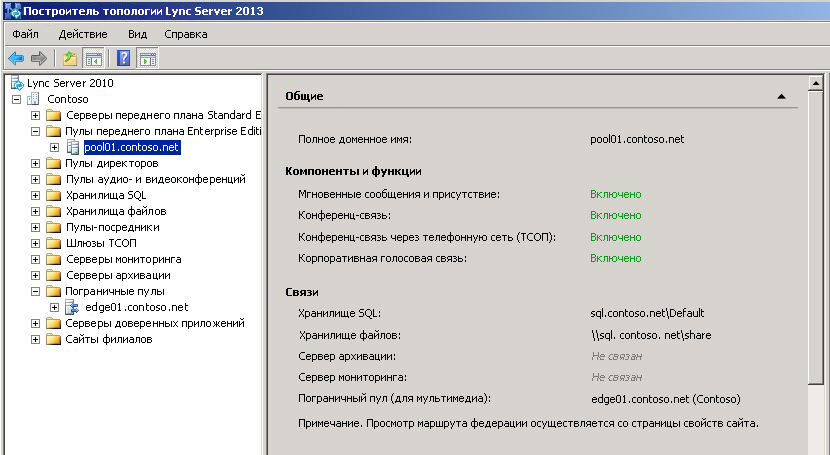 Построитель топологии Lync Server 2013
Файл Действие Вид Справка
Lync Server 2010
Contoso
Серверы переднего плана Standard E
Пулы переднего плана Enterprise Editi
pool01.contoso.net
Пулы директоров
Пулы аудио- и видеоконференций
Хранилища SQL
Хранилища файлов
Пулы-посредники
Шлюзы ТСОП
Серверы мониторинга
Серверы архивации
Пограничные пулы
edge01.contoso.net
Серверы доверенных приложений
Сайты филиалов
Общие
Полное доменное имя: pool01.contoso.net
Компоненты и функции
Мгновенные сообщения и присутствие: Включено
Конференц-связь: Включено
Конференц-связь через телефонную сеть (ТСОП): Включено
Корпоративная голосовая связь: Включено
Связи
Хранилище SQL: sql.contoso.net\Default
Хранилище файлов: \\sql. contoso. net\share
Сервер архивации: Не связан
Сервер мониторинга: Не связан
Пограничный пул (для мультимедиа): edge01.contoso.net (Contoso)
Примечание. Просмотр маршрута федерации осуществляется со страницы свойств сайта.